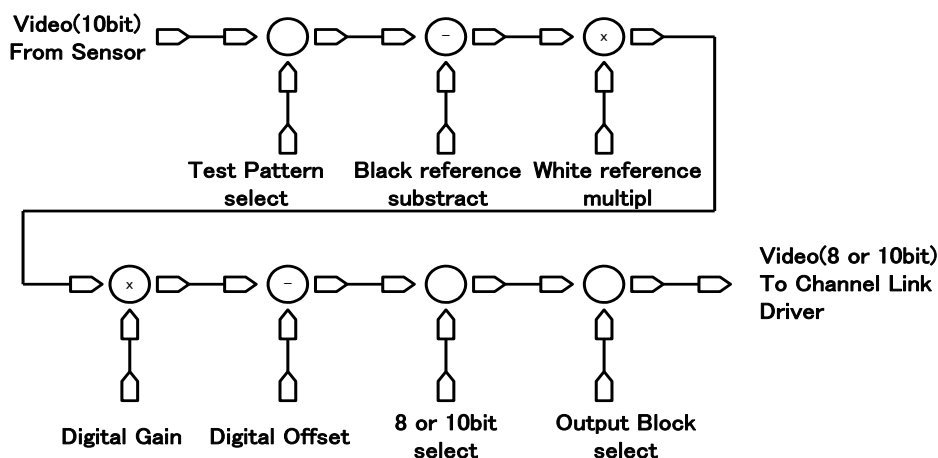 Video(10bit)
From Sensor
−
x
Test Pattern
select
Black reference
substract
White reference
multipl
x
−
Video(8 or 10bit)
To Channel Link
Driver
Digital Gain
Digital Offset
8 or 10bit
select
Output Block
select